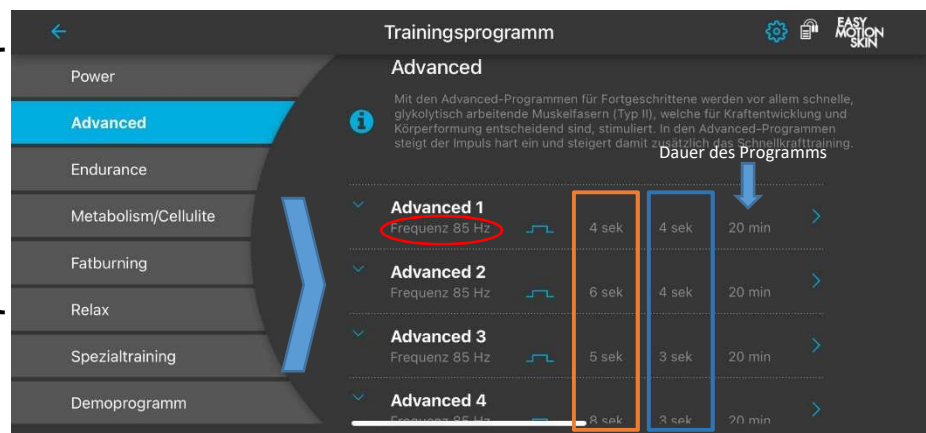 Trainingsprogramm
EASY
MOTION
SKIN
Power
Advanced
Endurance
Metabolism/Cellulite
Fatburning
Relax
Spezialtraining
Demoprogramm
Advanced
Mit den Advanced-Programmen für Fortgeschrittene werden vor allem schnelle,
glykolytisch arbeitende Muskelfasern (Typ II), welche für Kraftentwicklung und
Körperformung entscheidend sind, stimuliert. In den Advanced-Programmen
steigt der Impuls hart ein und steigert damit zusätzlich das Schnellkrafttraining.
Dauer des Programms
Advanced 1
Frequenz 85 Hz 4 sek 4 sek 20 min
Advanced 2
Frequenz 85 Hz 6 sek 4 sek 20 min
Advanced 3
Frequenz 85 Hz 5 sek 3 sek 20 min
Advanced 4
Frequenz 85 Hz 8 sek 3 sek 20 min